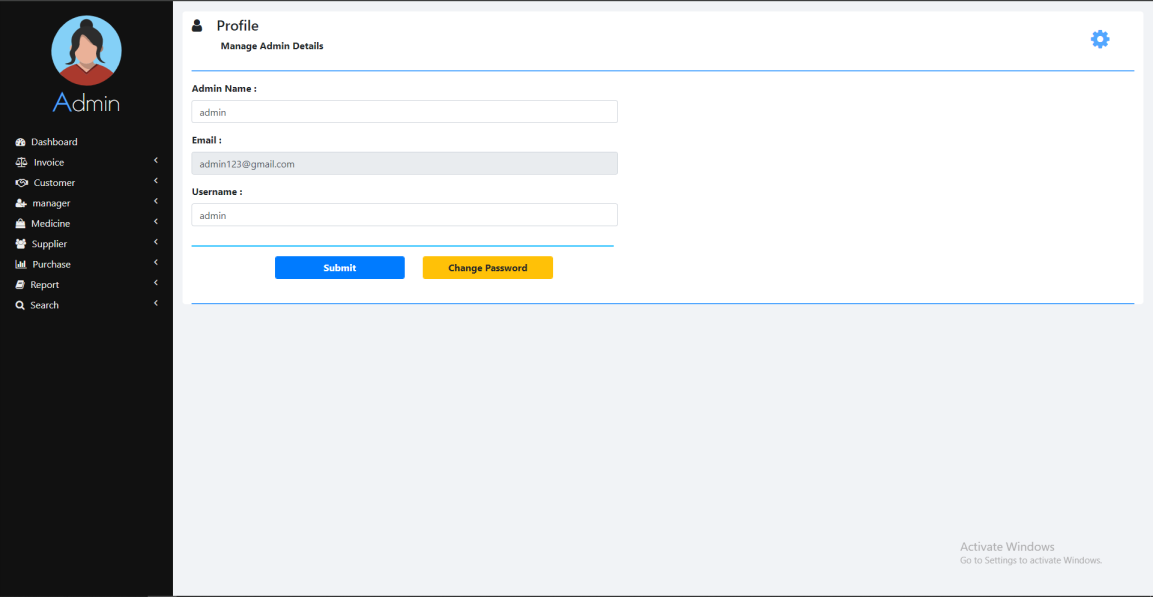 Admin
Dashboard
Invoice
Customer
manager
Medicine
Supplier
Purchase
Report
Search
Profile
Manage Admin Details
Admin Name :
admin
Email :
admin123@gmail.com
Username :
admin
Submit
Change Password
Activate Windows
Go to Settings to activate Windows.